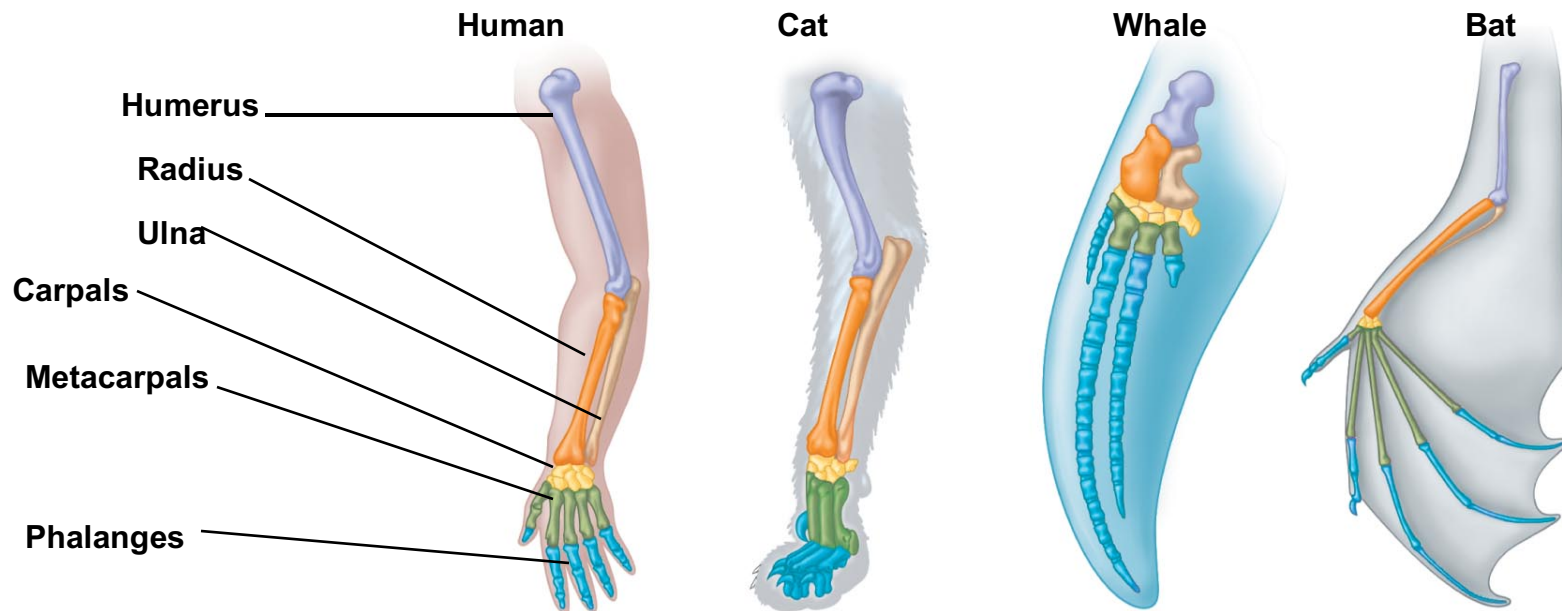 Human
Cat
Whale
Bat
Humerus
Radius
Ulna
Carpals
Metacarpals
Phalanges